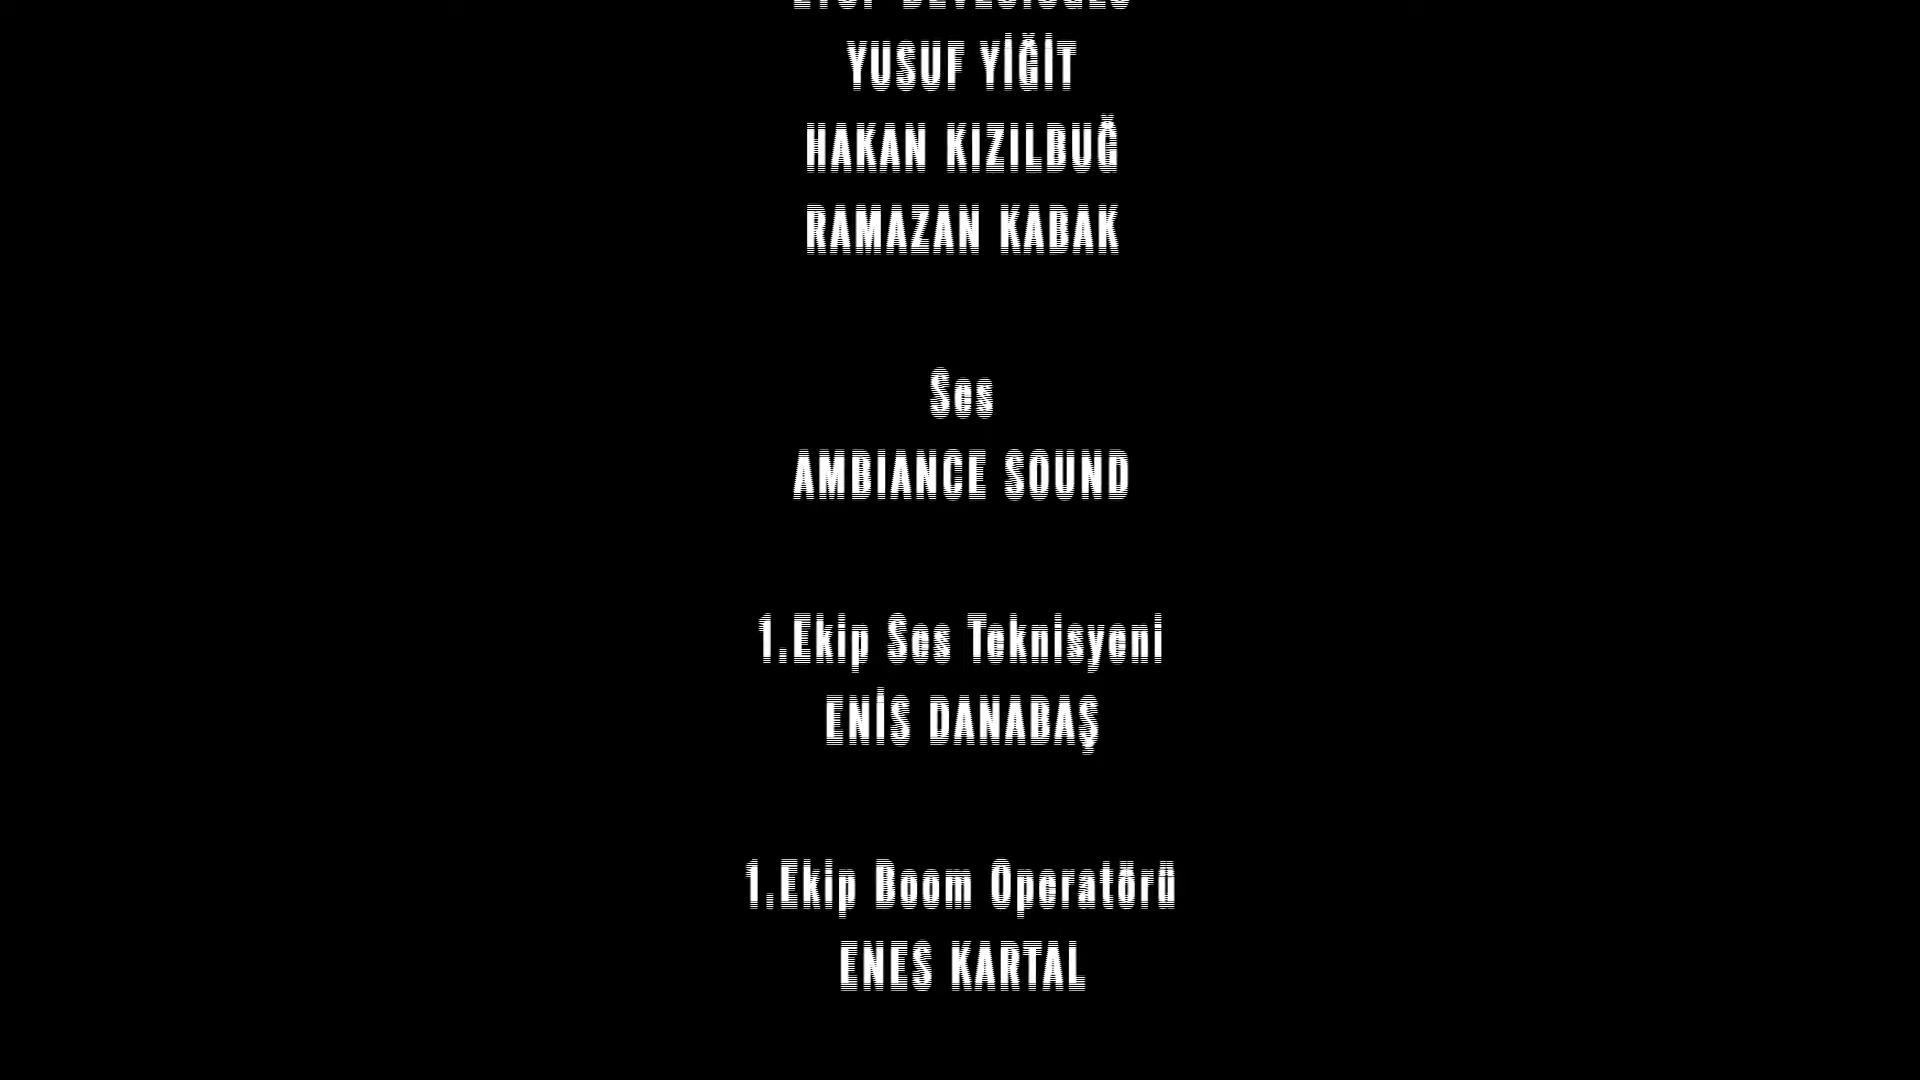 YUSUF YİĞİT
HAKAN KIZILBUĞ
RAMAZAN KABAK
Ses
AMBIANCE SOUND
1.Ekip Ses Teknisyeni
ENİS DANABAŞ
1.Ekip Boom Operatörü
ENES KARTAL